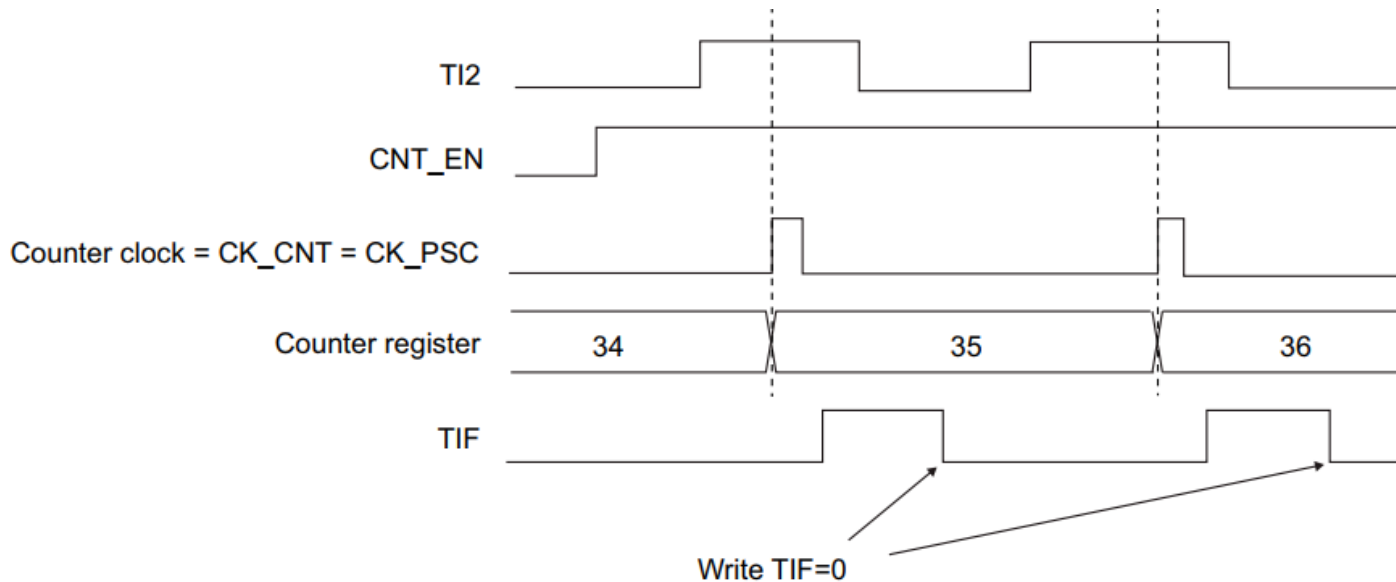 TI2
CNT_EN
Counter clock = CK_CNT = CK_PSC
Counter register 34 35 36
TIF
Write TIF=0